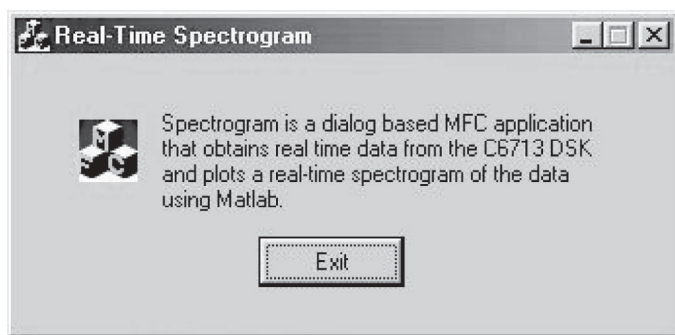 Real-Time Spectrogram
Spectrogram is a dialog based MFC application
that obtains real time data from the C6713 DSK
and plots a real-time spectrogram of the data
using Matlab.
Exit